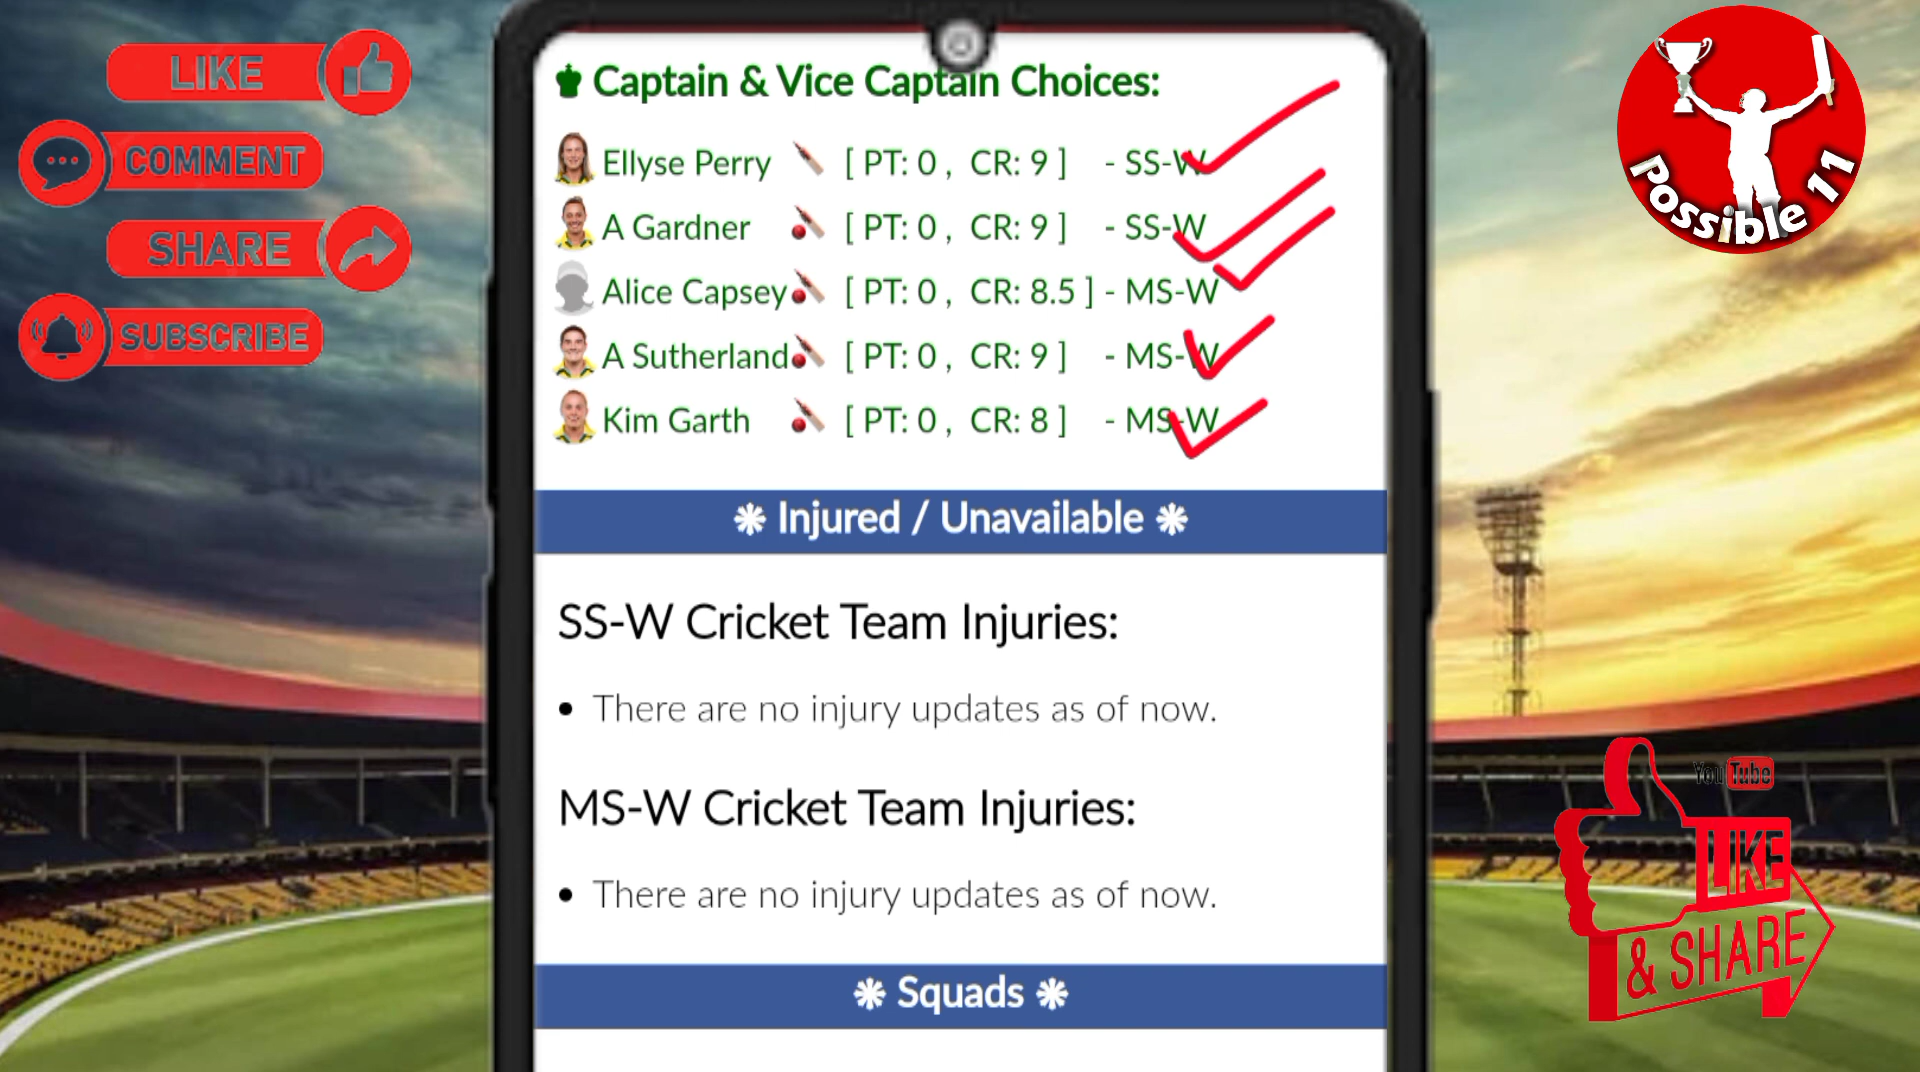 LIKE
COMMENT
SHARE
SUBSCRIBE
Captain & Vice Captain Choices:
Ellyse Perry [ PT: 0 , CR: 9 ] - SS-W
A Gardner [ PT: 0 , CR: 9 ] - SS-W
Alice Capsey [ PT: 0 , CR: 8.5 ] - MS-W
A Sutherland [ PT: 0 , CR: 9 ] - MS-W
Kim Garth [ PT: 0 , CR: 8 ] - MS-W
Injured / Unavailable
SS-W Cricket Team Injuries:
• There are no injury updates as of now.
MS-W Cricket Team Injuries:
• There are no injury updates as of now.
Squads
Possible 11
YouTube
LIKE
& SHARE